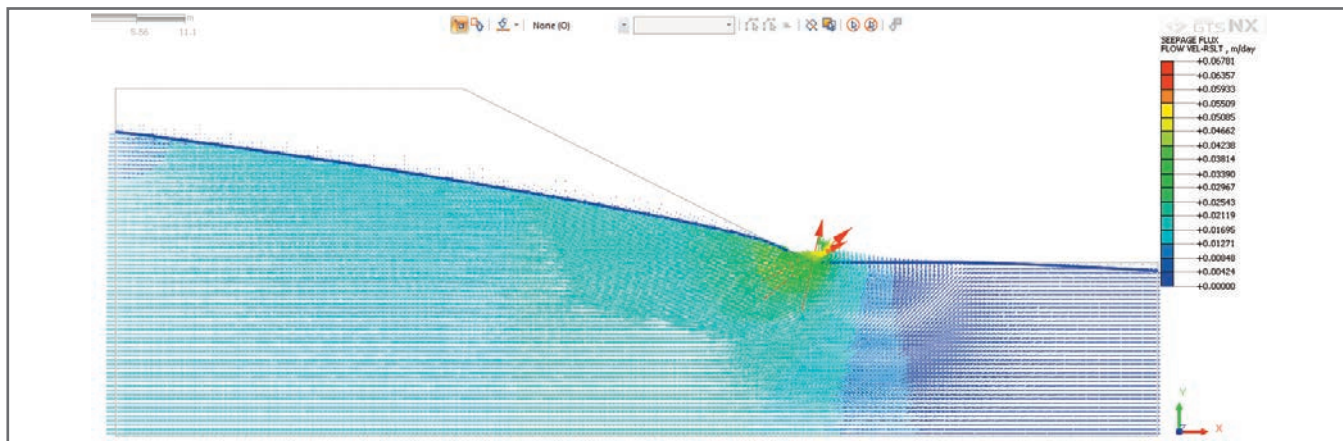 m
5.56 11.1
None (0)
GTS NX
SEEPAGE FLUX
FLOW VEL-RSLT , m/day
+0.06781
+0.06357
+0.05933
+0.05509
+0.05085
+0.04662
+0.04238
+0.03814
+0.03390
+0.02967
+0.02543
+0.02119
+0.01695
+0.01271
+0.00848
+0.00424
+0.00000
Y
Z
X